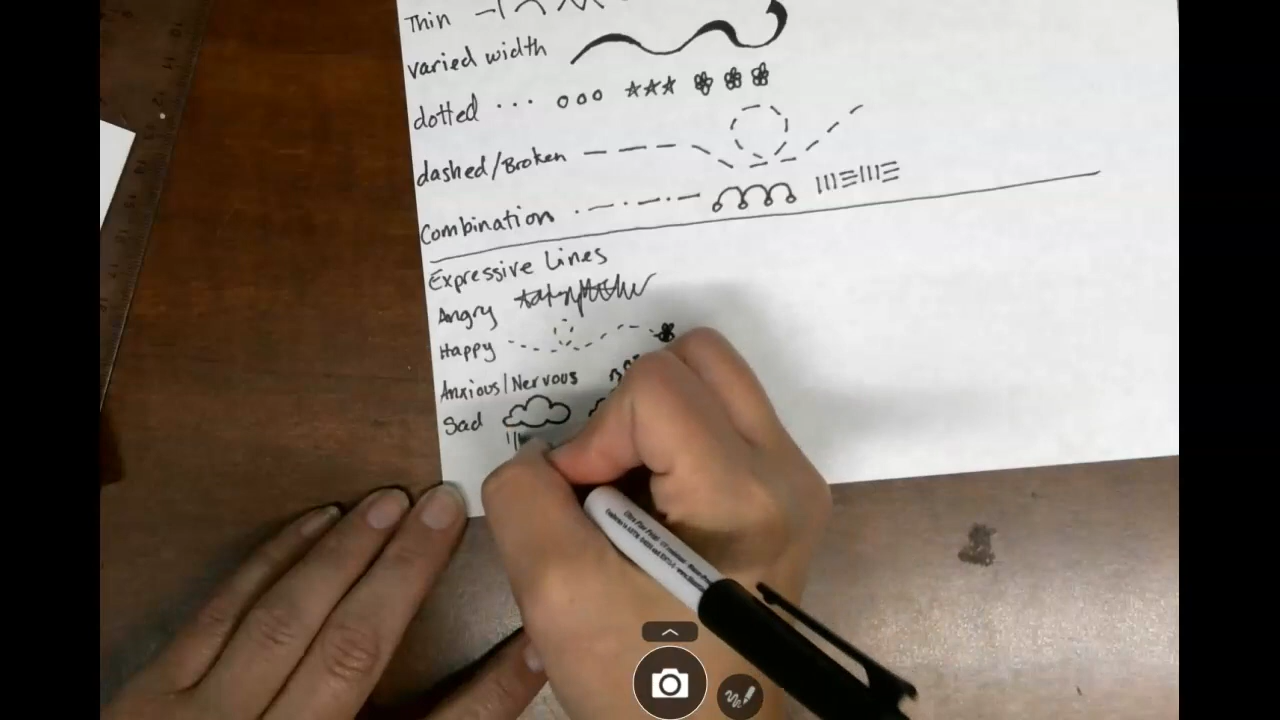 Thin
varied width
dotted
dashed/Broken
Combination
Expressive Lines
Angry
Happy
Anxious/Nervous
Sad